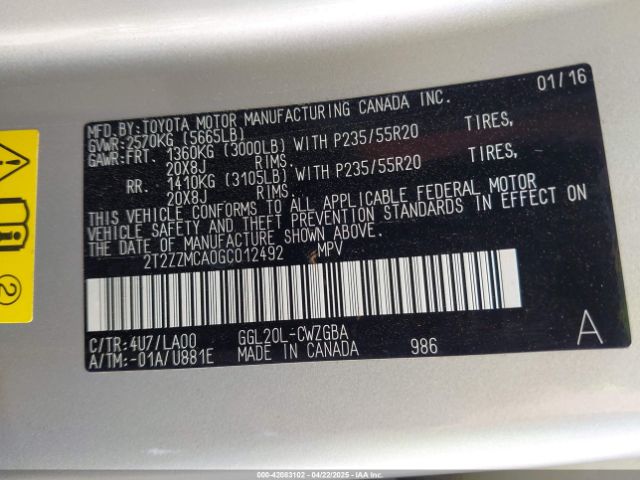 01/16
MFD.BY:TOYOTA MOTOR MANUFACTURING CANADA INC.
GVWR:2570KG (5665LB)
GAWR:FRT. 1360KG (3000LB) WITH P235/55R20 TIRES,
20X8J RIMS.
RR. 1410KG (3105LB) WITH P235/55R20 TIRES,
20X8J RIMS.
THIS VEHICLE CONFORMS TO ALL APPLICABLE FEDERAL MOTOR
VEHICLE SAFETY AND THEFT PREVENTION STANDARDS IN EFFECT ON
THE DATE OF MANUFACTURE SHOWN ABOVE.
2T2ZZMCA0GC012492 MPV
C/TR:4U7/LA00 GGL20L-CWZGBA
A/TM:-01A/U881E MADE IN CANADA 986 A
2
000-42083102 - 04/22/2025 - IAAI.COM